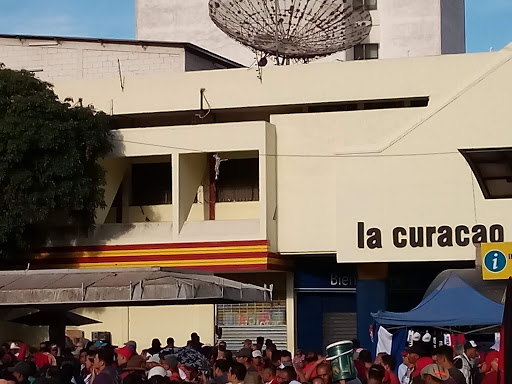 la curacao
Bien
i